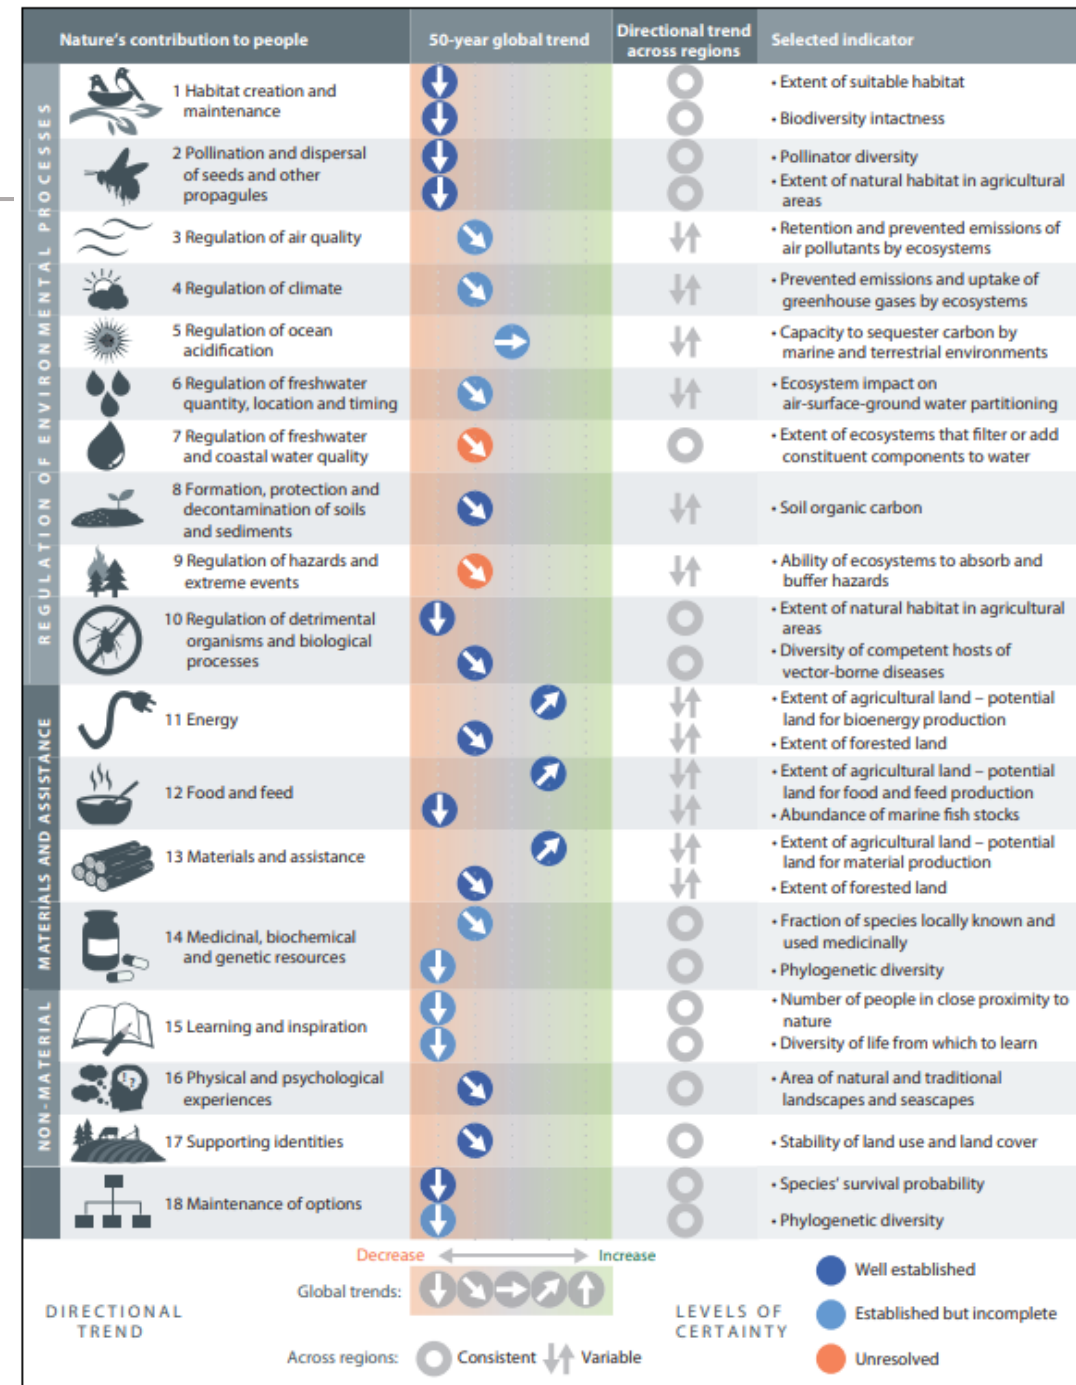 Nature's contribution to people
50-year global trend
Directional trend
across regions
Selected indicator
REGULATION OF ENVIRONMENTAL PROCESSES
1 Habitat creation and
maintenance
• Extent of suitable habitat
• Biodiversity intactness
2 Pollination and dispersal
of seeds and other
propagules
• Pollinator diversity
• Extent of natural habitat in agricultural
areas
3 Regulation of air quality
• Retention and prevented emissions of
air pollutants by ecosystems
4 Regulation of climate
• Prevented emissions and uptake of
greenhouse gases by ecosystems
5 Regulation of ocean
acidification
• Capacity to sequester carbon by
marine and terrestrial environments
6 Regulation of freshwater
quantity, location and timing
• Ecosystem impact on
air-surface-ground water partitioning
7 Regulation of freshwater
and coastal water quality
• Extent of ecosystems that filter or add
constituent components to water
8 Formation, protection and
decontamination of soils
and sediments
• Soil organic carbon
9 Regulation of hazards and
extreme events
• Ability of ecosystems to absorb and
buffer hazards
10 Regulation of detrimental
organisms and biological
processes
• Extent of natural habitat in agricultural
areas
• Diversity of competent hosts of
vector-borne diseases
MATERIALS AND ASSISTANCE
11 Energy
• Extent of agricultural land – potential
land for bioenergy production
• Extent of forested land
12 Food and feed
• Extent of agricultural land – potential
land for food and feed production
• Abundance of marine fish stocks
13 Materials and assistance
• Extent of agricultural land – potential
land for material production
• Extent of forested land
14 Medicinal, biochemical
and genetic resources
• Fraction of species locally known and
used medicinally
• Phylogenetic diversity
NON-MATERIAL
15 Learning and inspiration
• Number of people in close proximity to
nature
• Diversity of life from which to learn
!?
16 Physical and psychological
experiences
• Area of natural and traditional
landscapes and seascapes
17 Supporting identities
• Stability of land use and land cover
18 Maintenance of options
• Species' survival probability
• Phylogenetic diversity
Decrease
Increase
Global trends:
DIRECTIONAL
TREND
Across regions:
Consistent
Variable
LEVELS OF
CERTAINTY
Well established
Established but incomplete
Unresolved